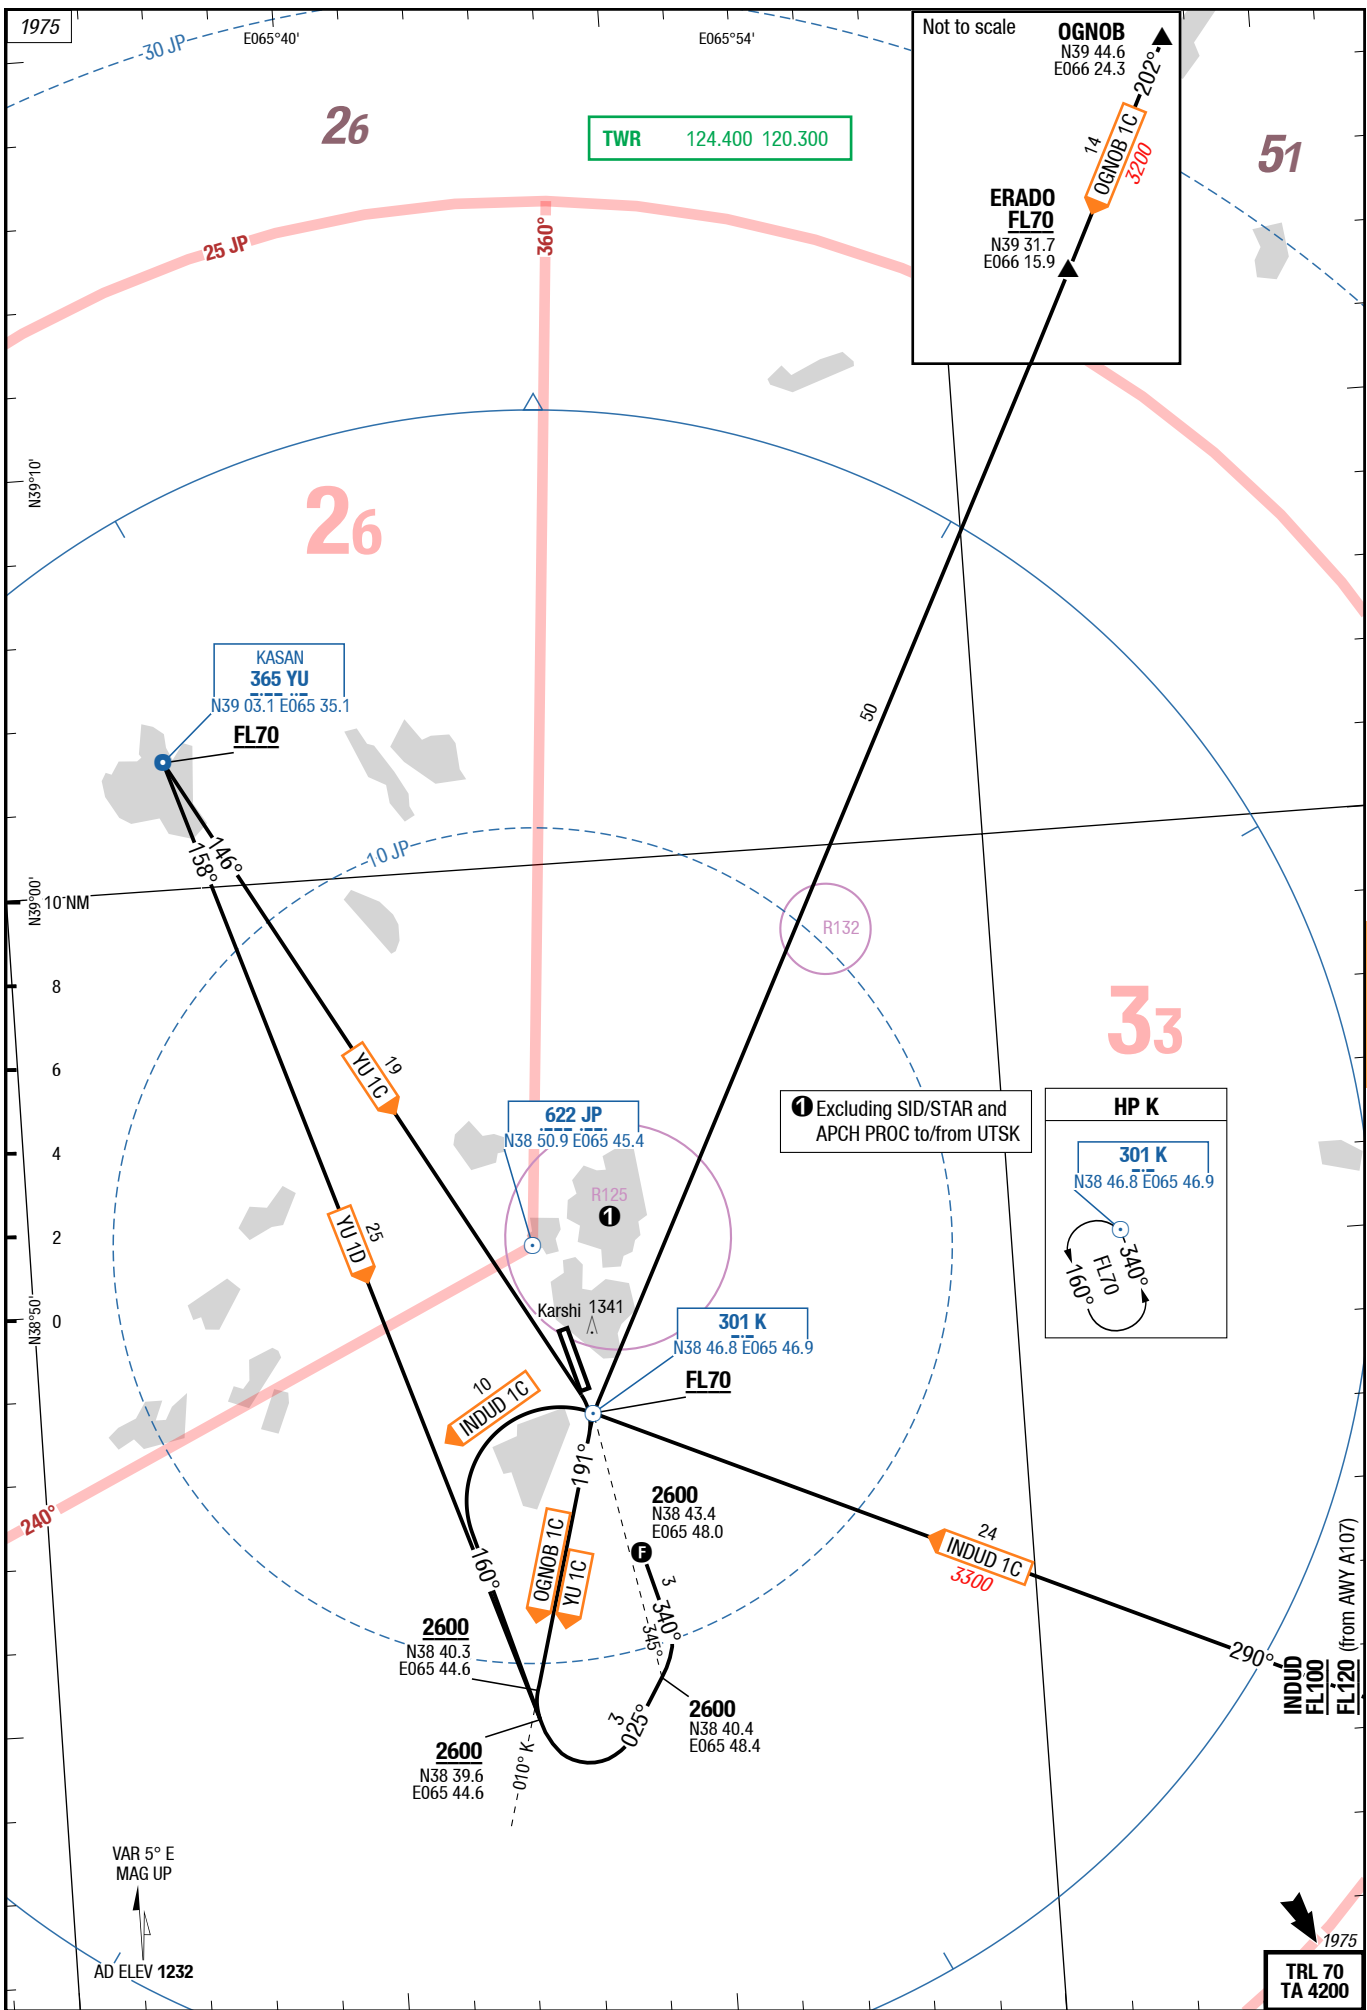 1975
E065°40'
E065°54'
30 JP
Not to scale
OGNOB
N39 44.6
E066 24.3
202°
14
OGNOB 1C
3200
26
TWR 124.400 120.300
51
ERADO
FL70
N39 31.7
E066 15.9
25 JP
360°
N39°10'
26
KASAN
365 YU
N39 03.1 E065 35.1
FL70
50
146°
158°
10 JP
N39°00'
10 NM
R132
8
33
6
19
YU 1C
1 Excluding SID/STAR and
APCH PROC to/from UTSK
HP K
622 JP
N38 50.9 E065 45.4
301 K
N38 46.8 E065 46.9
4
R125
1
25
YU 1D
2
340°
FL70
160°
N38°50'
0
Karshi 1341
301 K
N38 46.8 E065 46.9
FL70
10
INDUD 1C
191°
240°
2600
N38 43.4
E065 48.0
F
24
INDUD 1C
3300
160°
OGNOB 1C
YU 1C
3
340°
345°
2600
N38 40.3
E065 44.6
290°
INDUD
FL100
FL120 (from AWY A107)
2600
N38 40.4
E065 48.4
3
025°
2600
N38 39.6
E065 44.6
010° K
VAR 5° E
MAG UP
AD ELEV 1232
1975
TRL 70
TA 4200